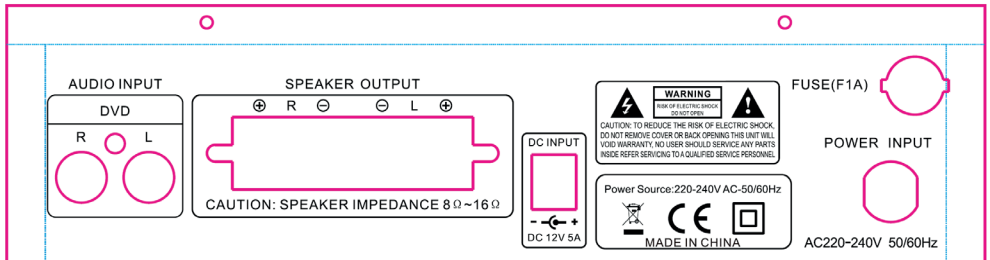 AUDIO INPUT
DVD
R L
SPEAKER OUTPUT
⊕ R ⊖ ⊖ L ⊕
CAUTION: SPEAKER IMPEDANCE 8Ω~16Ω
DC INPUT
- +
DC 12V 5A
WARNING
RISK OF ELECTRIC SHOCK
DO NOT OPEN
CAUTION: TO REDUCE THE RISK OF ELECTRIC SHOCK,
DO NOT REMOVE COVER OR BACK OPENING THIS UNIT WILL
VOID WARRANTY, NO USER SHOULD SERVICE ANY PARTS
INSIDE REFER SERVICING TO A QUALIFIED SERVICE PERSONNEL
Power Source:220-240V AC-50/60Hz
CE
MADE IN CHINA
FUSE(F1A)
POWER INPUT
AC220-240V 50/60Hz